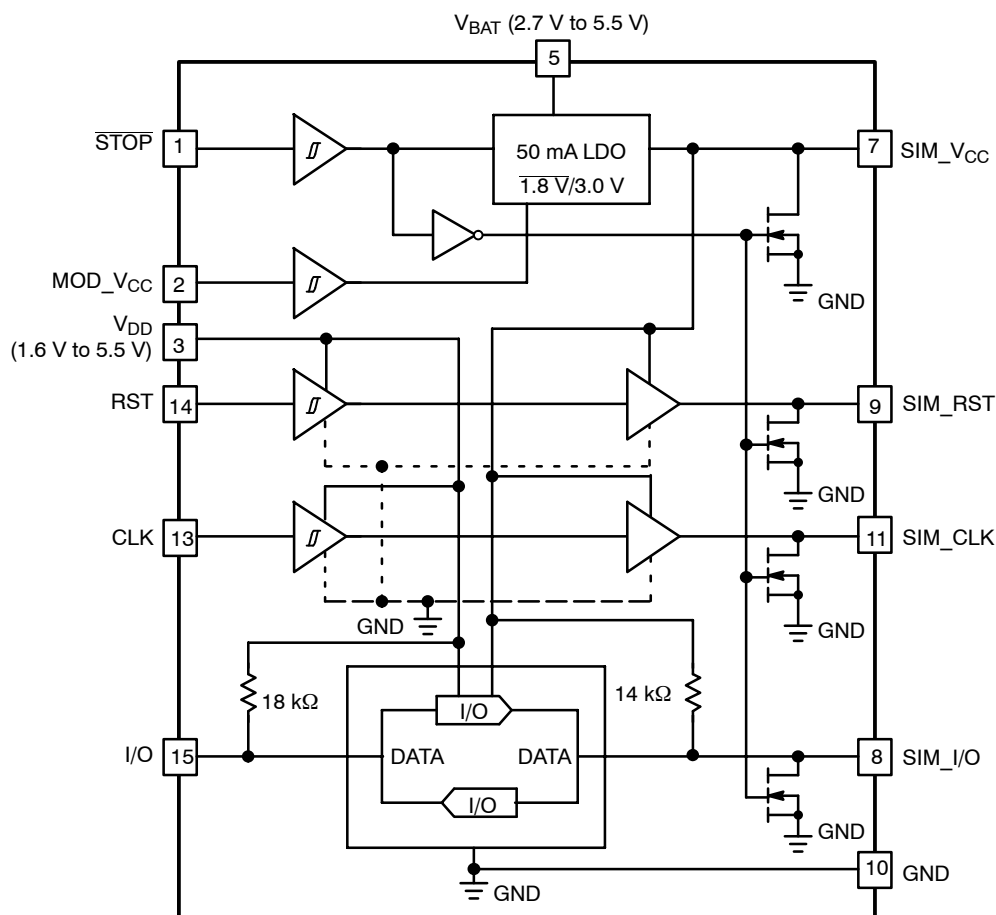 V_BAT (2.7 V to 5.5 V)
5
STOP
1
50 mA LDO
1.8 V/3.0 V
7
SIM_V_CC
MOD_V_CC
2
GND
V_DD
(1.6 V to 5.5 V)
3
RST
14
9
SIM_RST
GND
CLK
13
11
SIM_CLK
GND
GND
18 kΩ
14 kΩ
I/O
I/O
15
DATA
DATA
8
SIM_I/O
I/O
GND
10
GND
GND